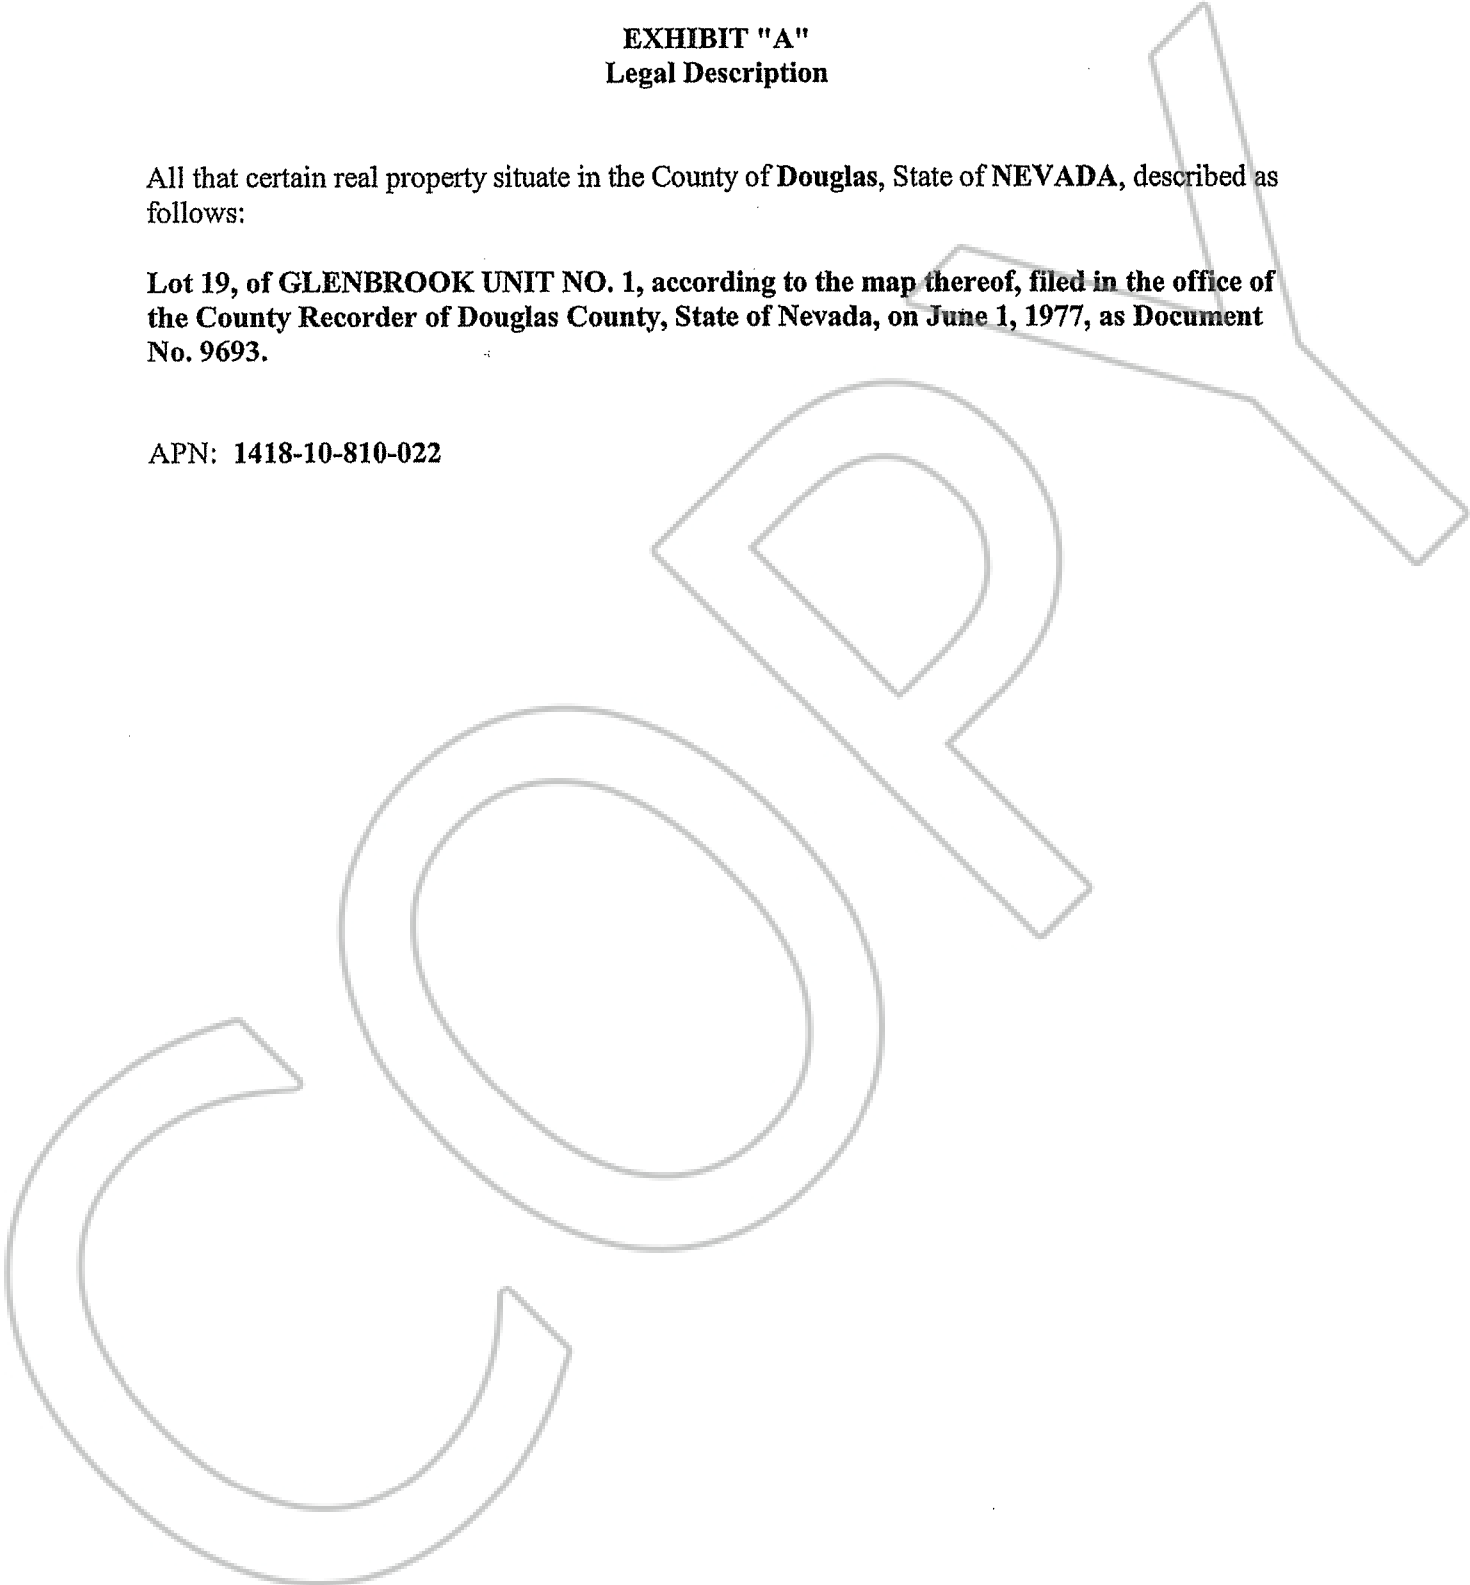 EXHIBIT "A"
Legal Description
All that certain real property situate in the County of Douglas, State of NEVADA, described as
follows:
Lot 19, of GLENBROOK UNIT NO. 1, according to the map thereof, filed in the office of
the County Recorder of Douglas County, State of Nevada, on June 1, 1977, as Document
No. 9693.
APN: 1418-10-810-022
COPY